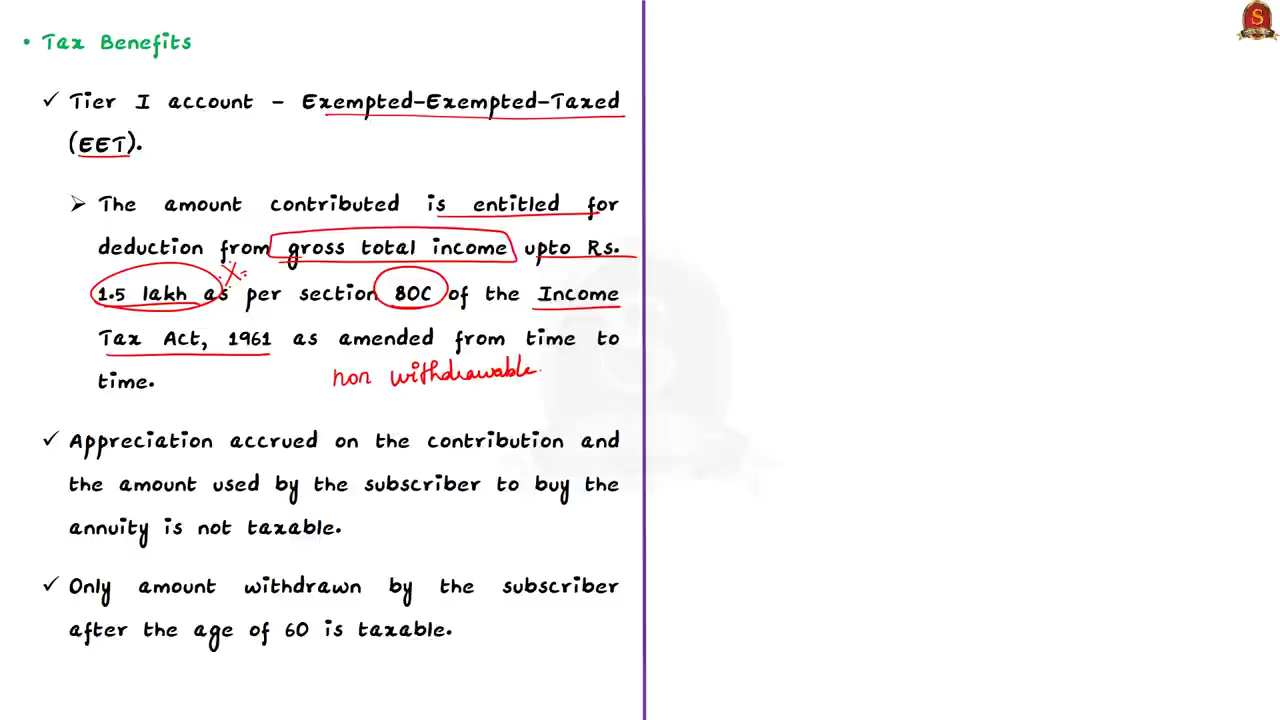 • Tax Benefits
✓ Tier I account – Exempted-Exempted-Taxed
(EET).
➢ The amount contributed is entitled for
deduction from gross total income upto Rs.
1.5 lakh as per section 80C of the Income
Tax Act, 1961 as amended from time to
time.
non withdrawable.
✓ Appreciation accrued on the contribution and
the amount used by the subscriber to buy the
annuity is not taxable.
✓ Only amount withdrawn by the subscriber
after the age of 60 is taxable.
S